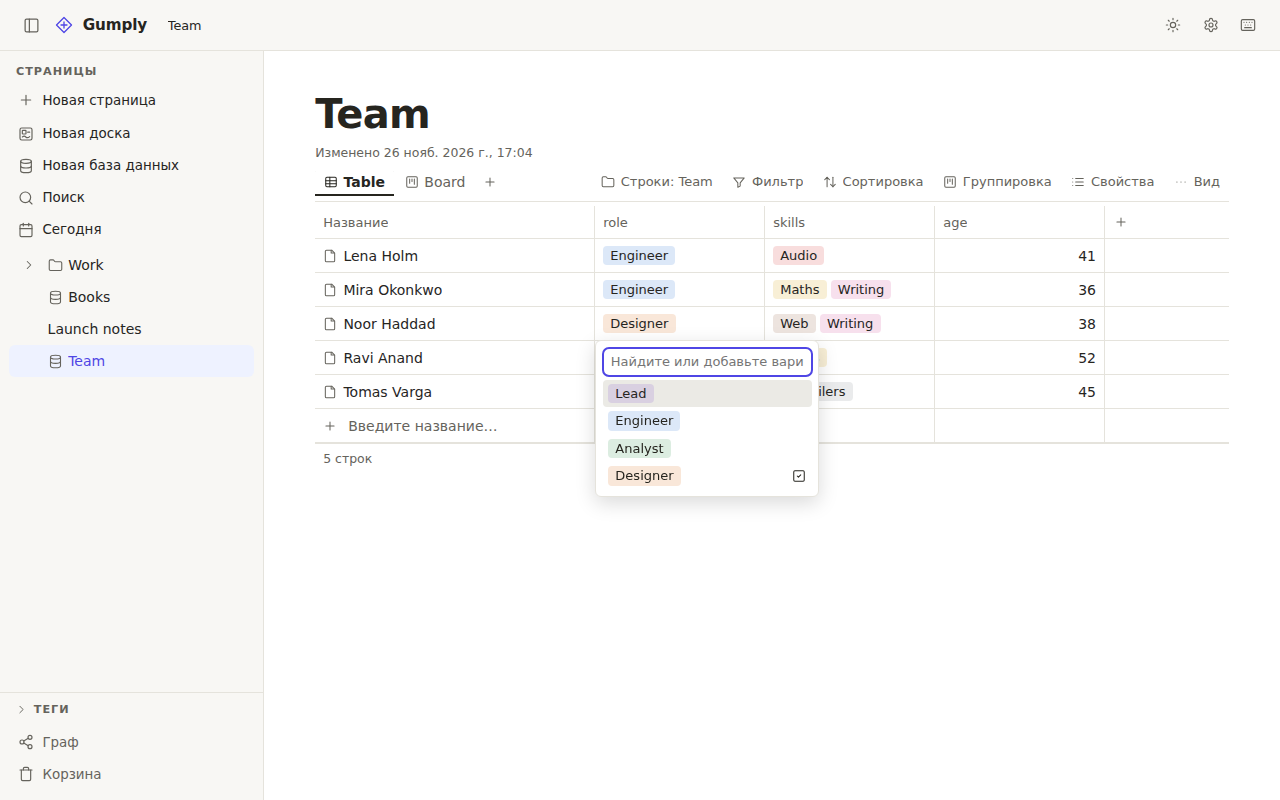 Gumply Team
СТРАНИЦЫ
Новая страница
Новая доска
Новая база данных
Поиск
Сегодня
Work
Books
Launch notes
Team
ТЕГИ
Граф
Корзина
Team
Изменено 26 нояб. 2026 г., 17:04
Table Board Строки: Team Фильтр Сортировка Группировка Свойства Вид
Название role skills age
Lena Holm Engineer Audio 41
Mira Okonkwo Engineer Maths Writing 36
Noor Haddad Designer Web Writing 38
Ravi Anand 52
Tomas Varga 45
Введите название…
5 строк
Найдите или добавьте вари
Lead
Engineer
Analyst
Designer